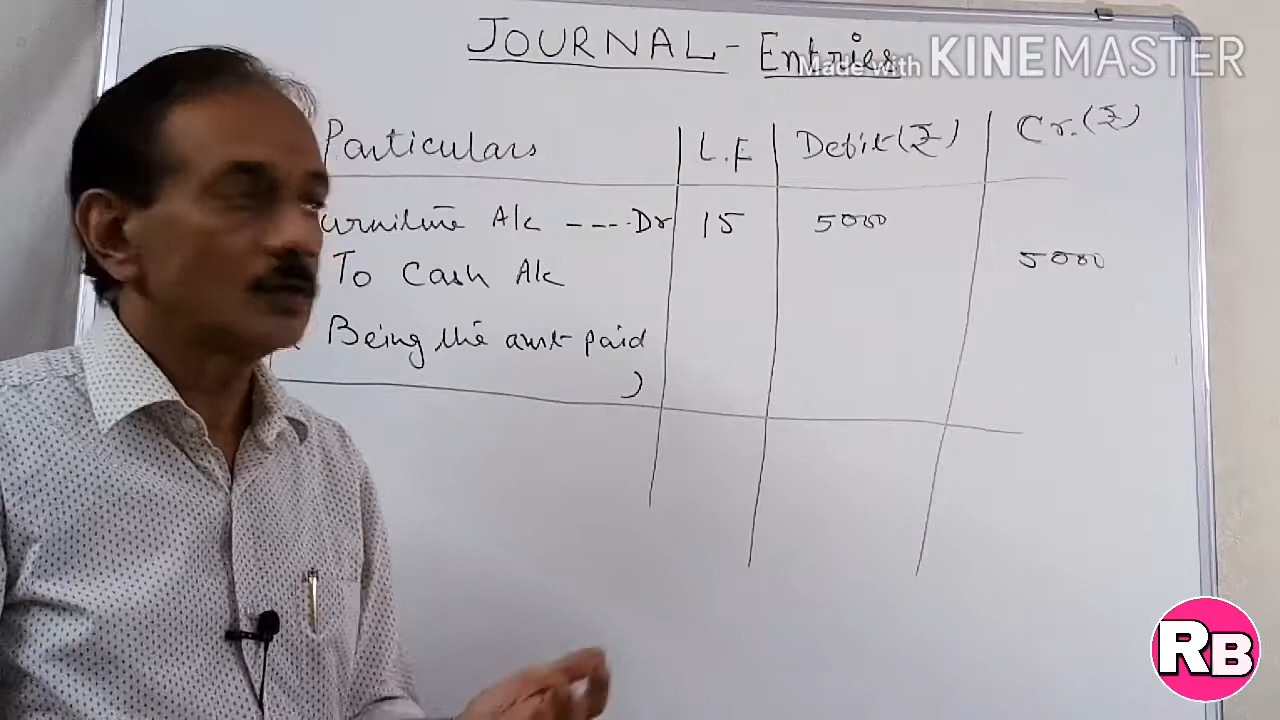 JOURNAL - Entries
Made with KINEMASTER
Particulars L.F Debit (₹) Cr. (₹)
urniture A/c ----Dr 15 5000
To Cash A/c 5000
Being the amt paid
)
RB